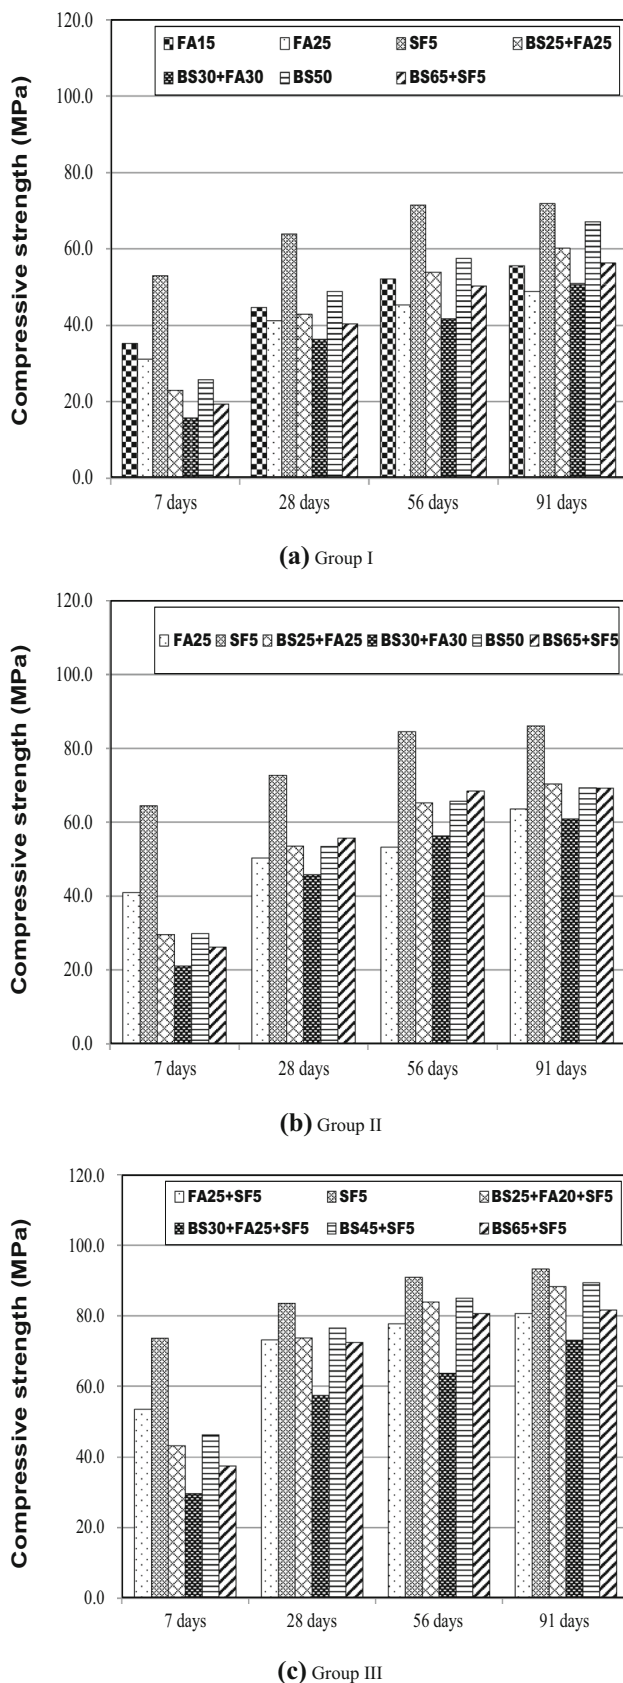 120.0
FA15 FA25 SF5 BS25+FA25
BS30+FA30 BS50 BS65+SF5
100.0
80.0
60.0
40.0
20.0
0.0
Compressive strength (MPa)
7 days 28 days 56 days 91 days
(a) Group I
120.0
FA25 SF5 BS25+FA25 BS30+FA30 BS50 BS65+SF5
100.0
80.0
60.0
40.0
20.0
0.0
Compressive strength (MPa)
7 days 28 days 56 days 91 days
(b) Group II
120.0
FA25+SF5 SF5 BS25+FA20+SF5
BS30+FA25+SF5 BS45+SF5 BS65+SF5
100.0
80.0
60.0
40.0
20.0
0.0
Compressive strength (MPa)
7 days 28 days 56 days 91 days
(c) Group III